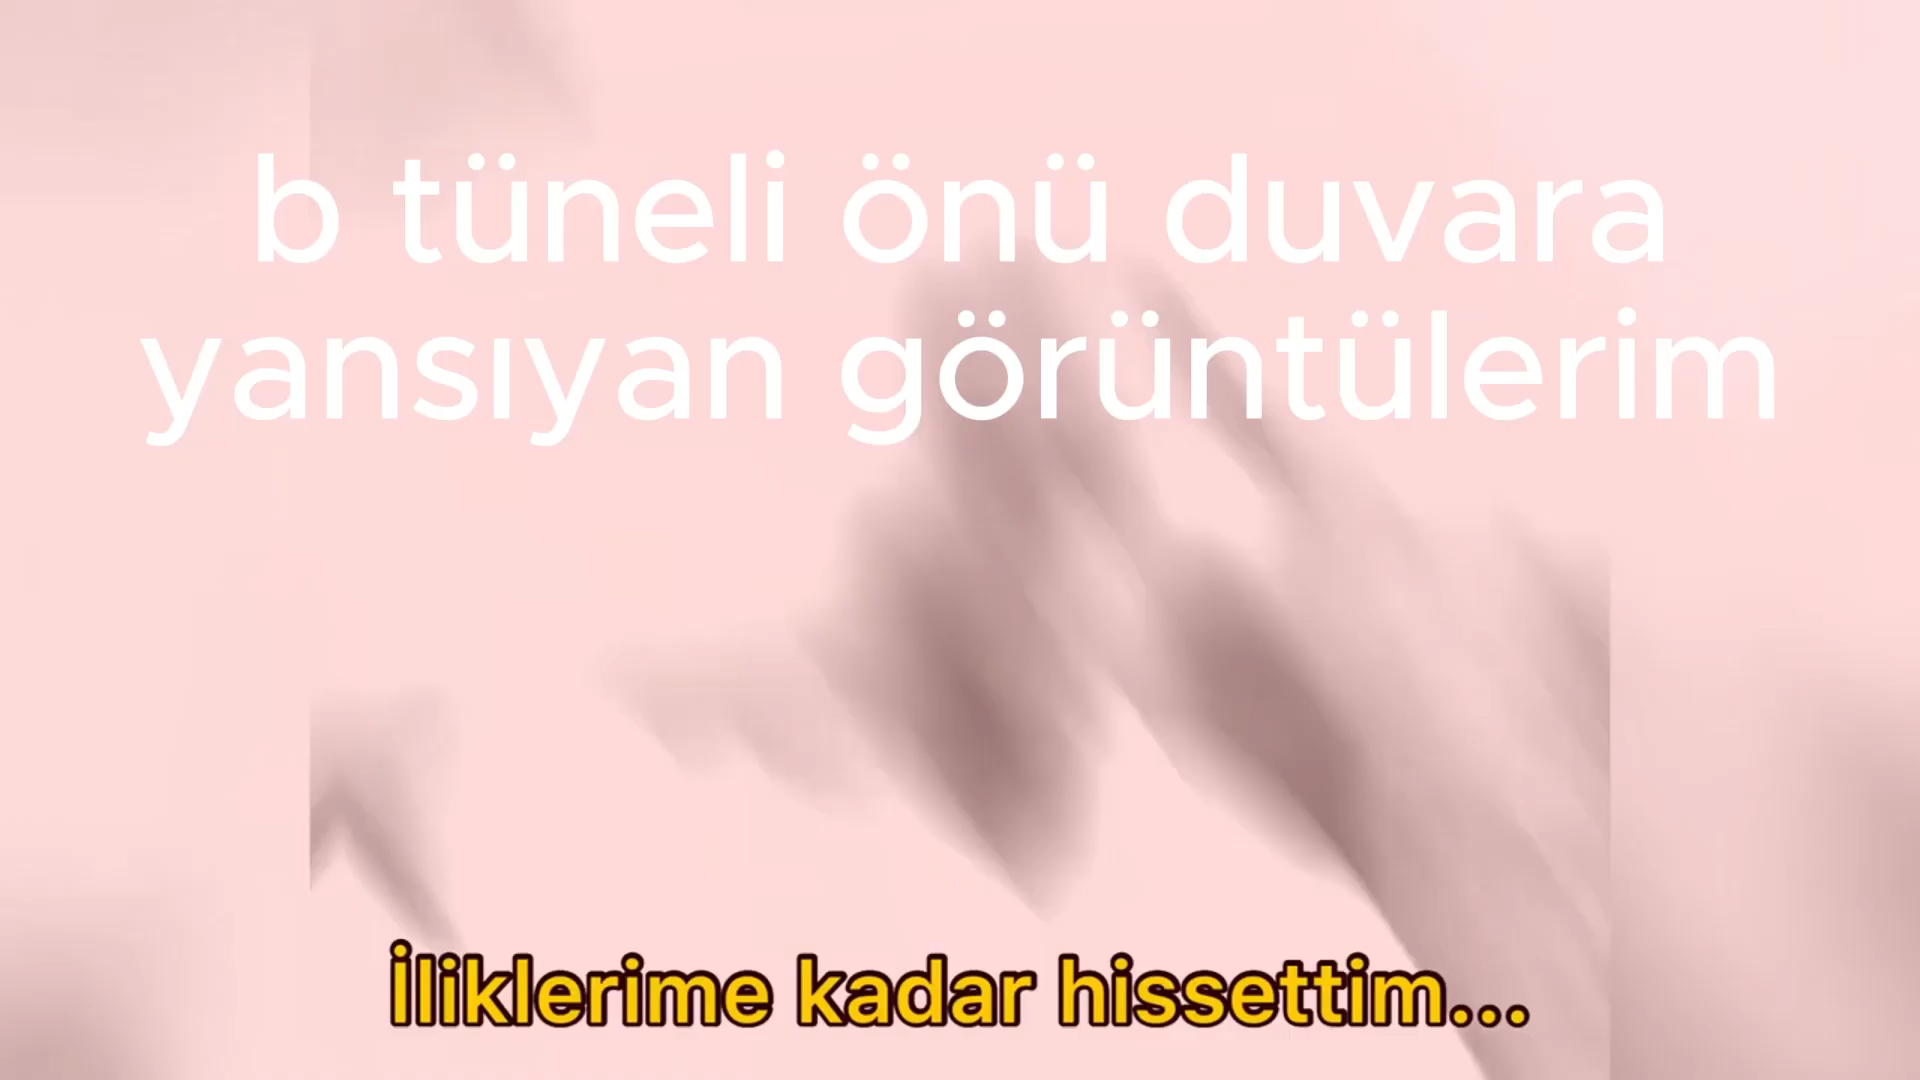 b tüneli önü duvara
yansıyan görüntülerim
İliklerime kadar hissettim...